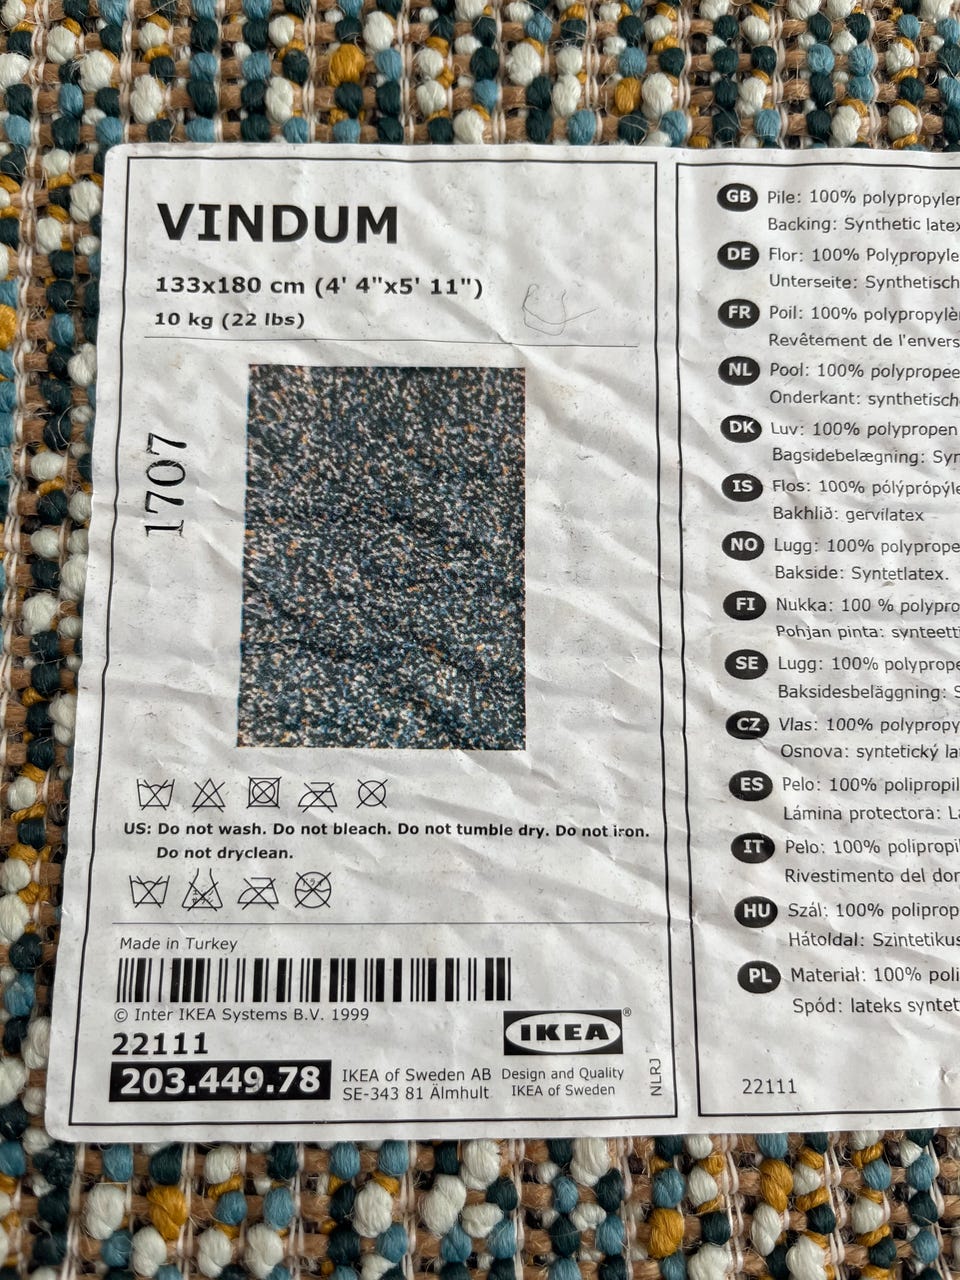 VINDUM
133x180 cm (4' 4"x5' 11")
10 kg (22 lbs)
1707
US: Do not wash. Do not bleach. Do not tumble dry. Do not iron.
Do not dryclean.
Made in Turkey
© Inter IKEA Systems B.V. 1999
22111
203.449.78
IKEA of Sweden AB
SE-343 81 Älmhult
IKEA®
Design and Quality
IKEA of Sweden
NLRJ
GB Pile: 100% polypropylen
Backing: Synthetic latex
DE Flor: 100% Polypropyle
Unterseite: Synthetisch
FR Poil: 100% polypropylè
Revêtement de l'envers
NL Pool: 100% polypropee
Onderkant: synthetisch
DK Luv: 100% polypropen
Bagsidebelægning: Syn
IS Flos: 100% pólýprópýle
Bakhlið: gervilatex
NO Lugg: 100% polyprope
Bakside: Syntetlatex.
FI Nukka: 100 % polypro
Pohjan pinta: synteetti
SE Lugg: 100% polyprope
Baksidesbeläggning: S
CZ Vlas: 100% polypropy
Osnova: syntetický la
ES Pelo: 100% polipropil
Lámina protectora: L
IT Pelo: 100% polipropil
Rivestimento del dor
HU Szál: 100% poliprop
Hátoldal: Szintetikus
PL Materiał: 100% poli
Spód: lateks syntet
22111